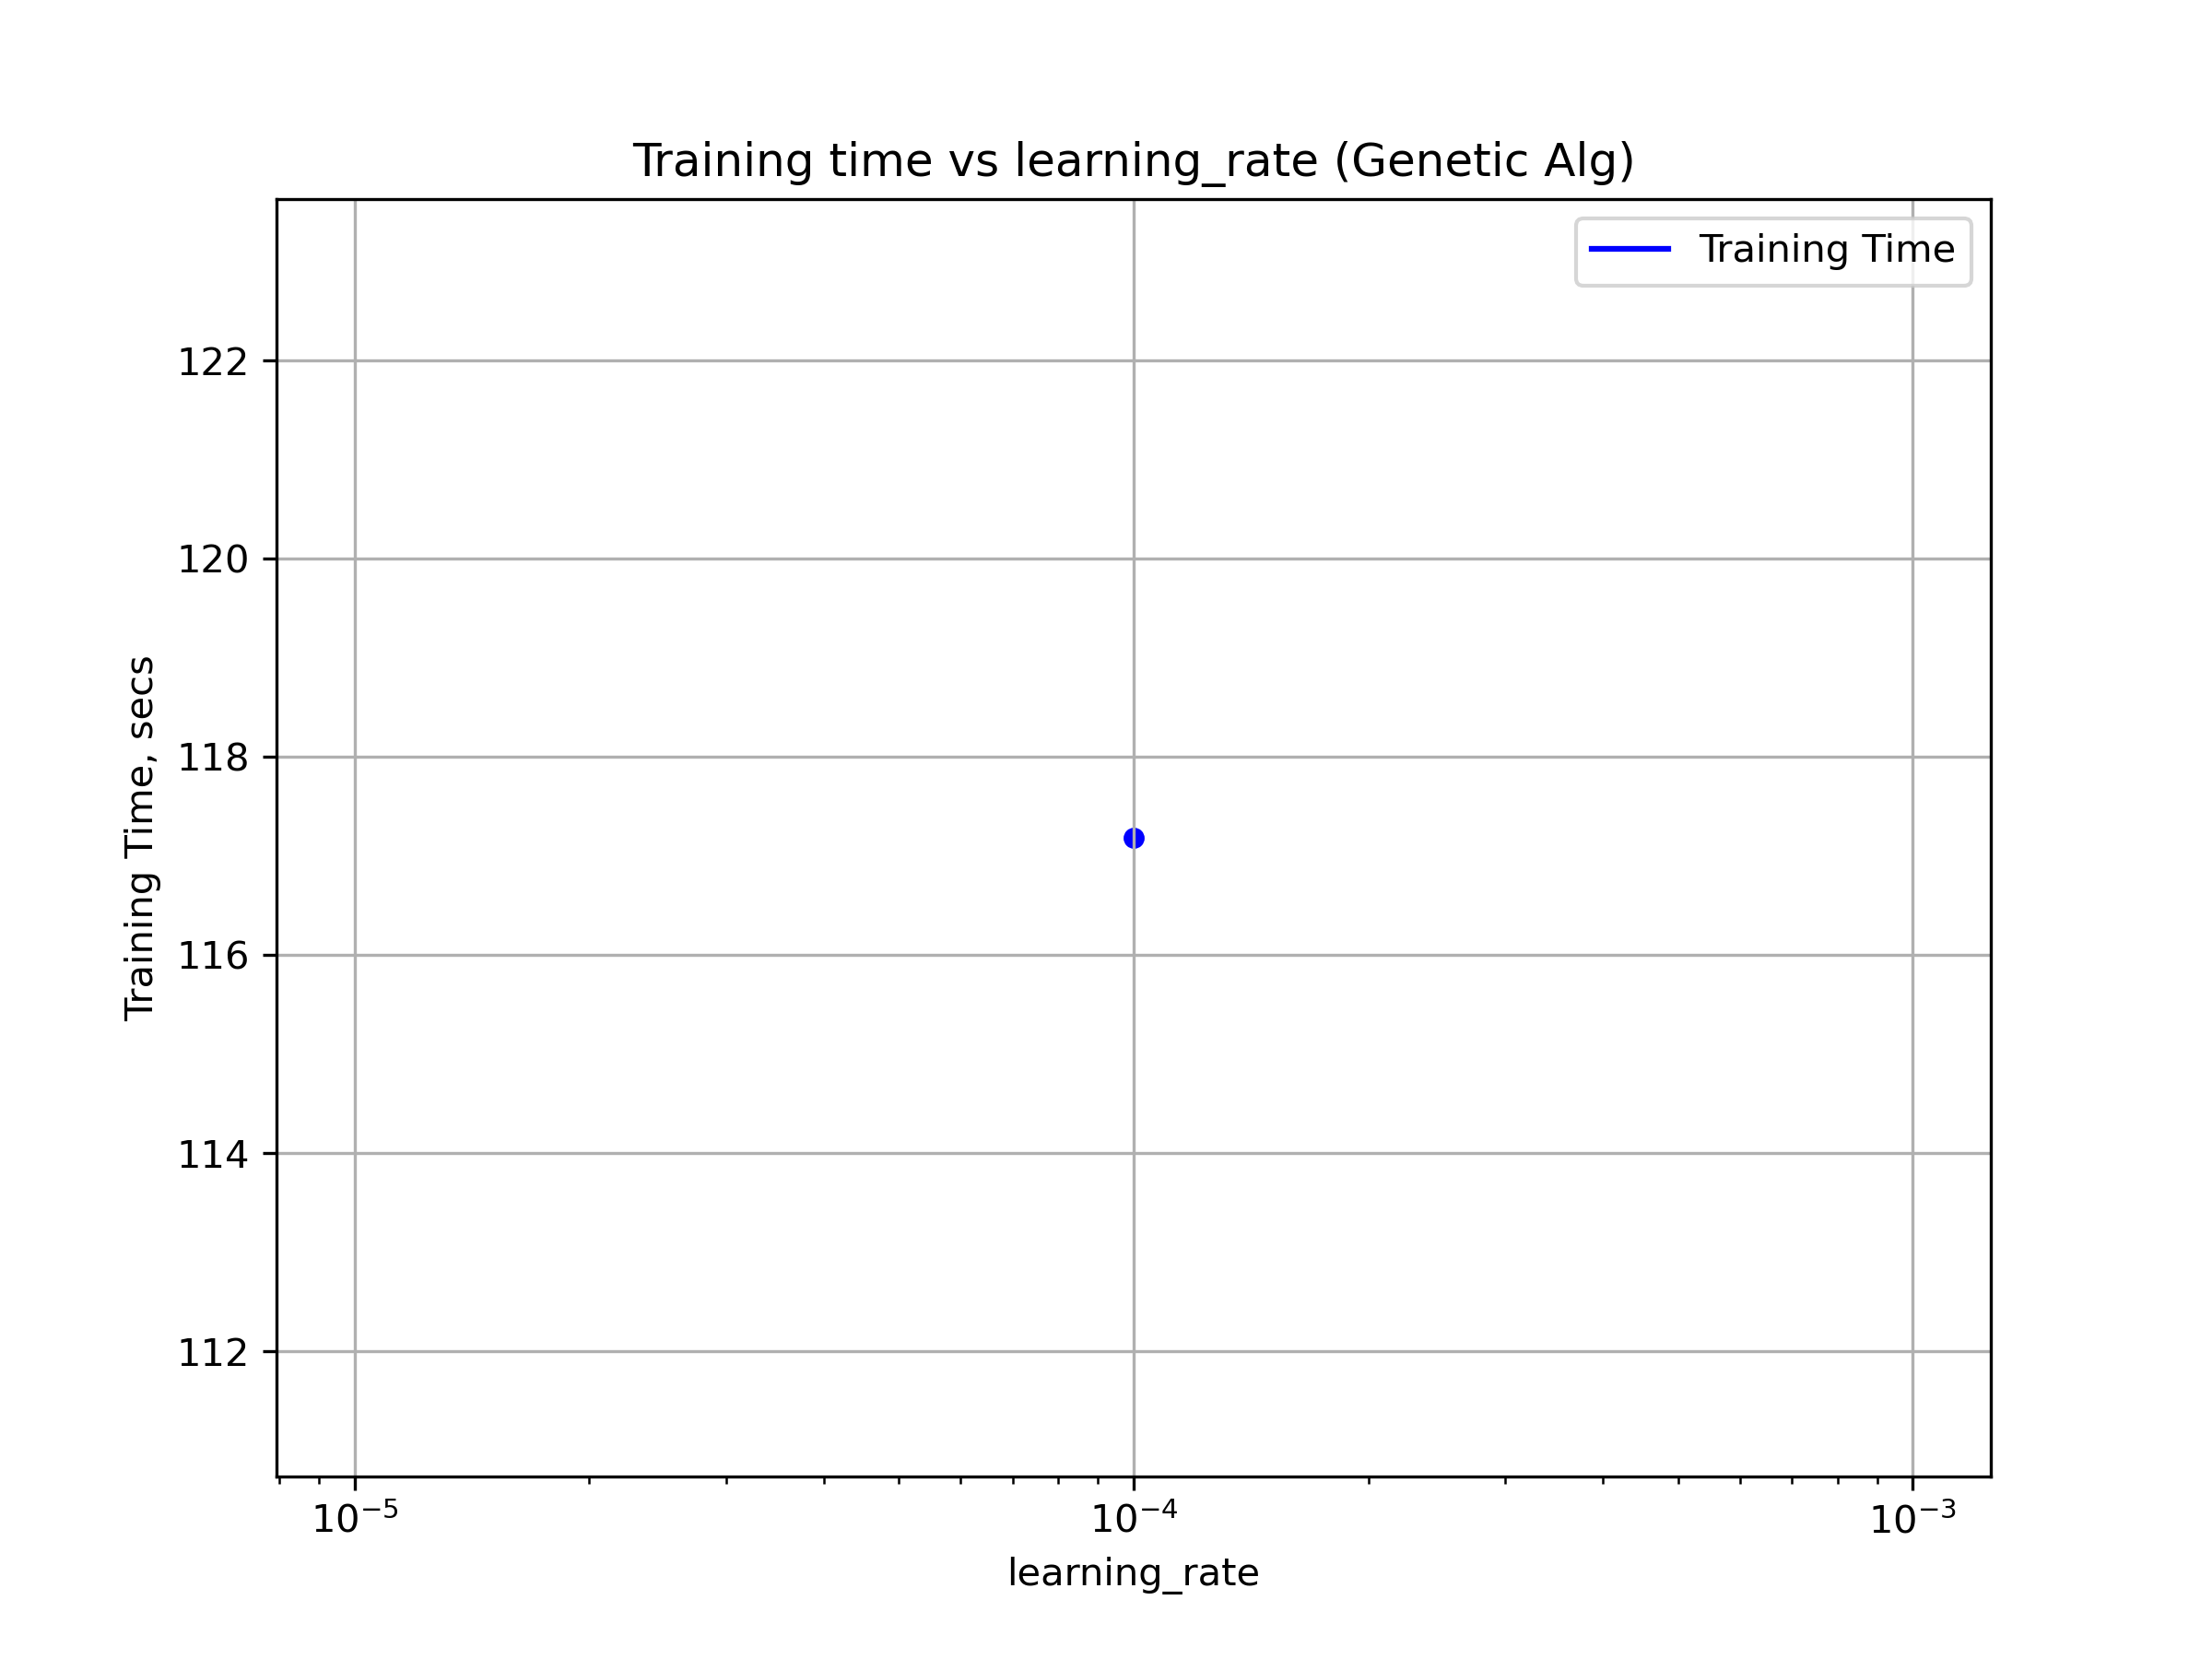 Training time vs learning_rate (Genetic Alg)
Training Time
122
120
118
116
114
112
Training Time, secs
10⁻⁵
10⁻⁴
10⁻³
learning_rate